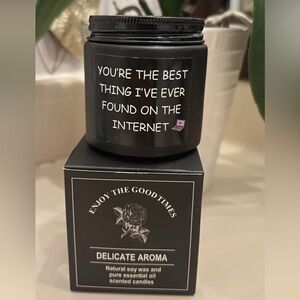 YOU'RE THE BEST
THING I'VE EVER
FOUND ON THE
INTERNET
ENJOY THE GOOD TIMES
DELICATE AROMA
Natural soy wax and
pure essential oil
scented candles